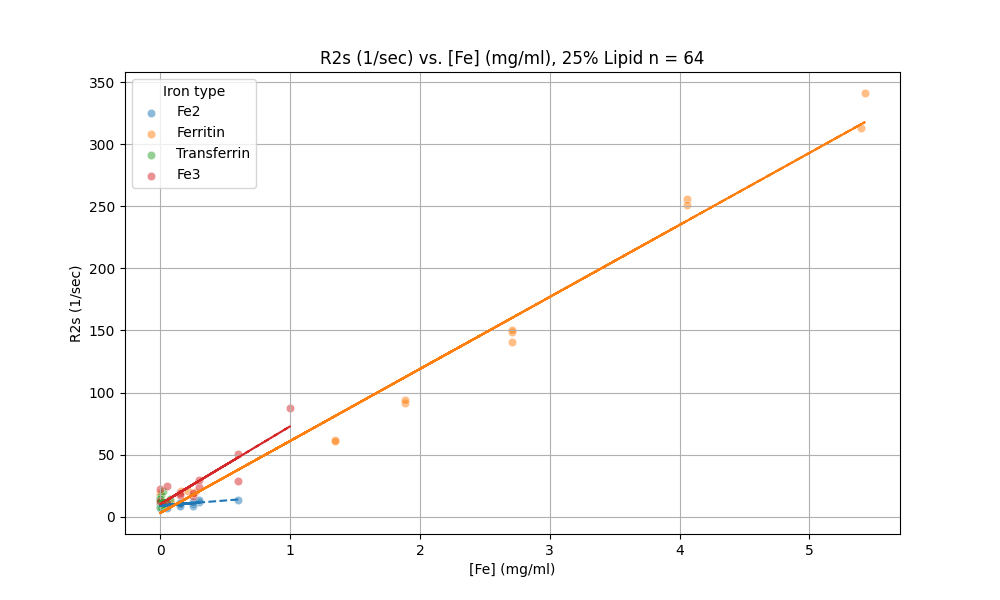 R2s (1/sec) vs. [Fe] (mg/ml), 25% Lipid n = 64
Iron type
Fe2
Ferritin
Transferrin
Fe3
350
300
250
200
150
100
50
0
R2s (1/sec)
0 1 2 3 4 5
[Fe] (mg/ml)